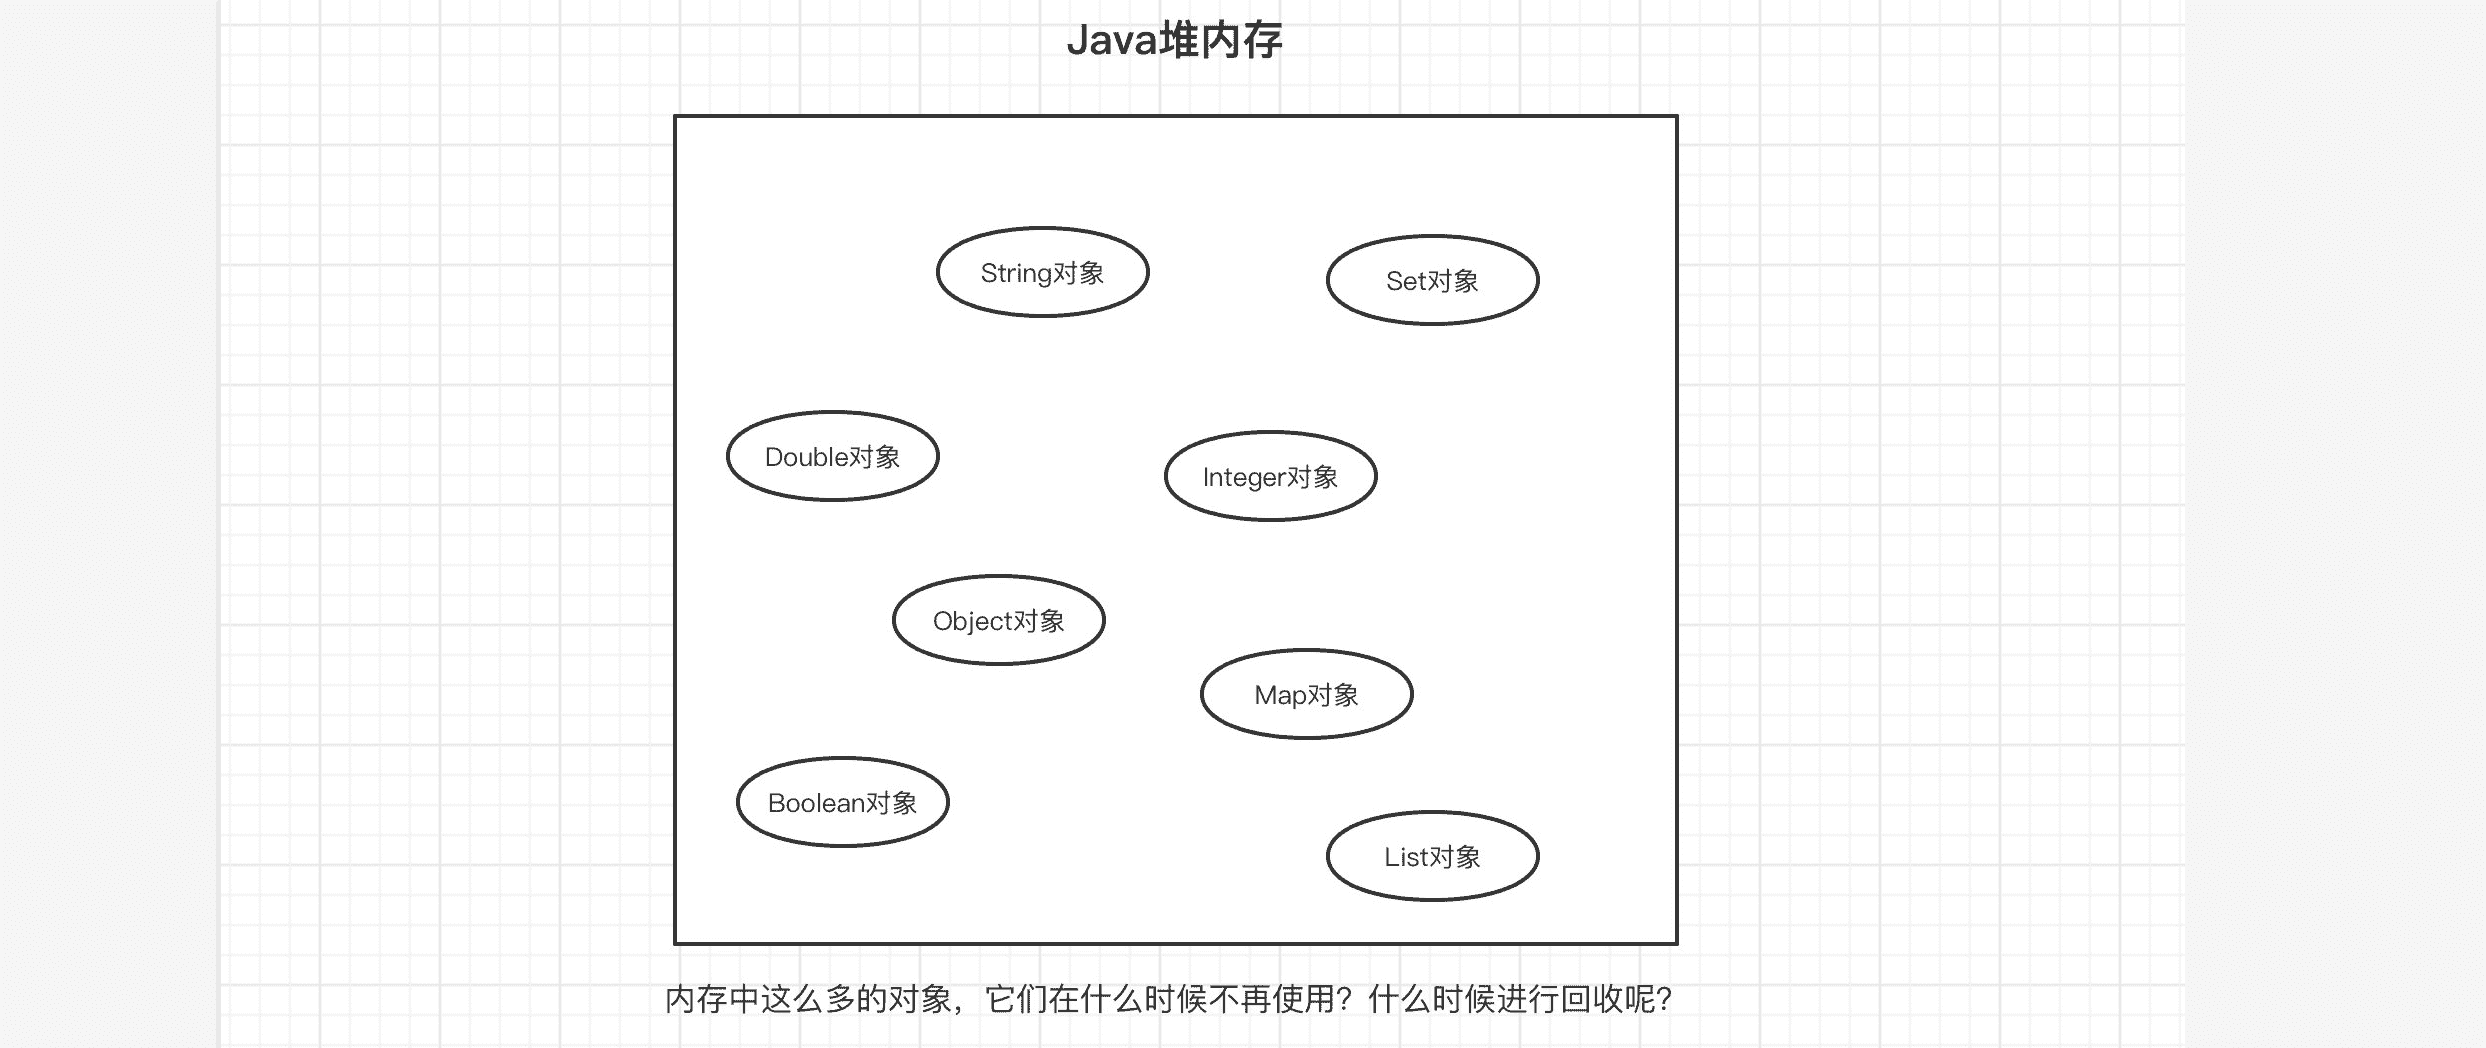 Java堆内存
String对象
Set对象
Double对象
Integer对象
Object对象
Map对象
Boolean对象
List对象
内存中这么多的对象，它们在什么时候不再使用？什么时候进行回收呢？